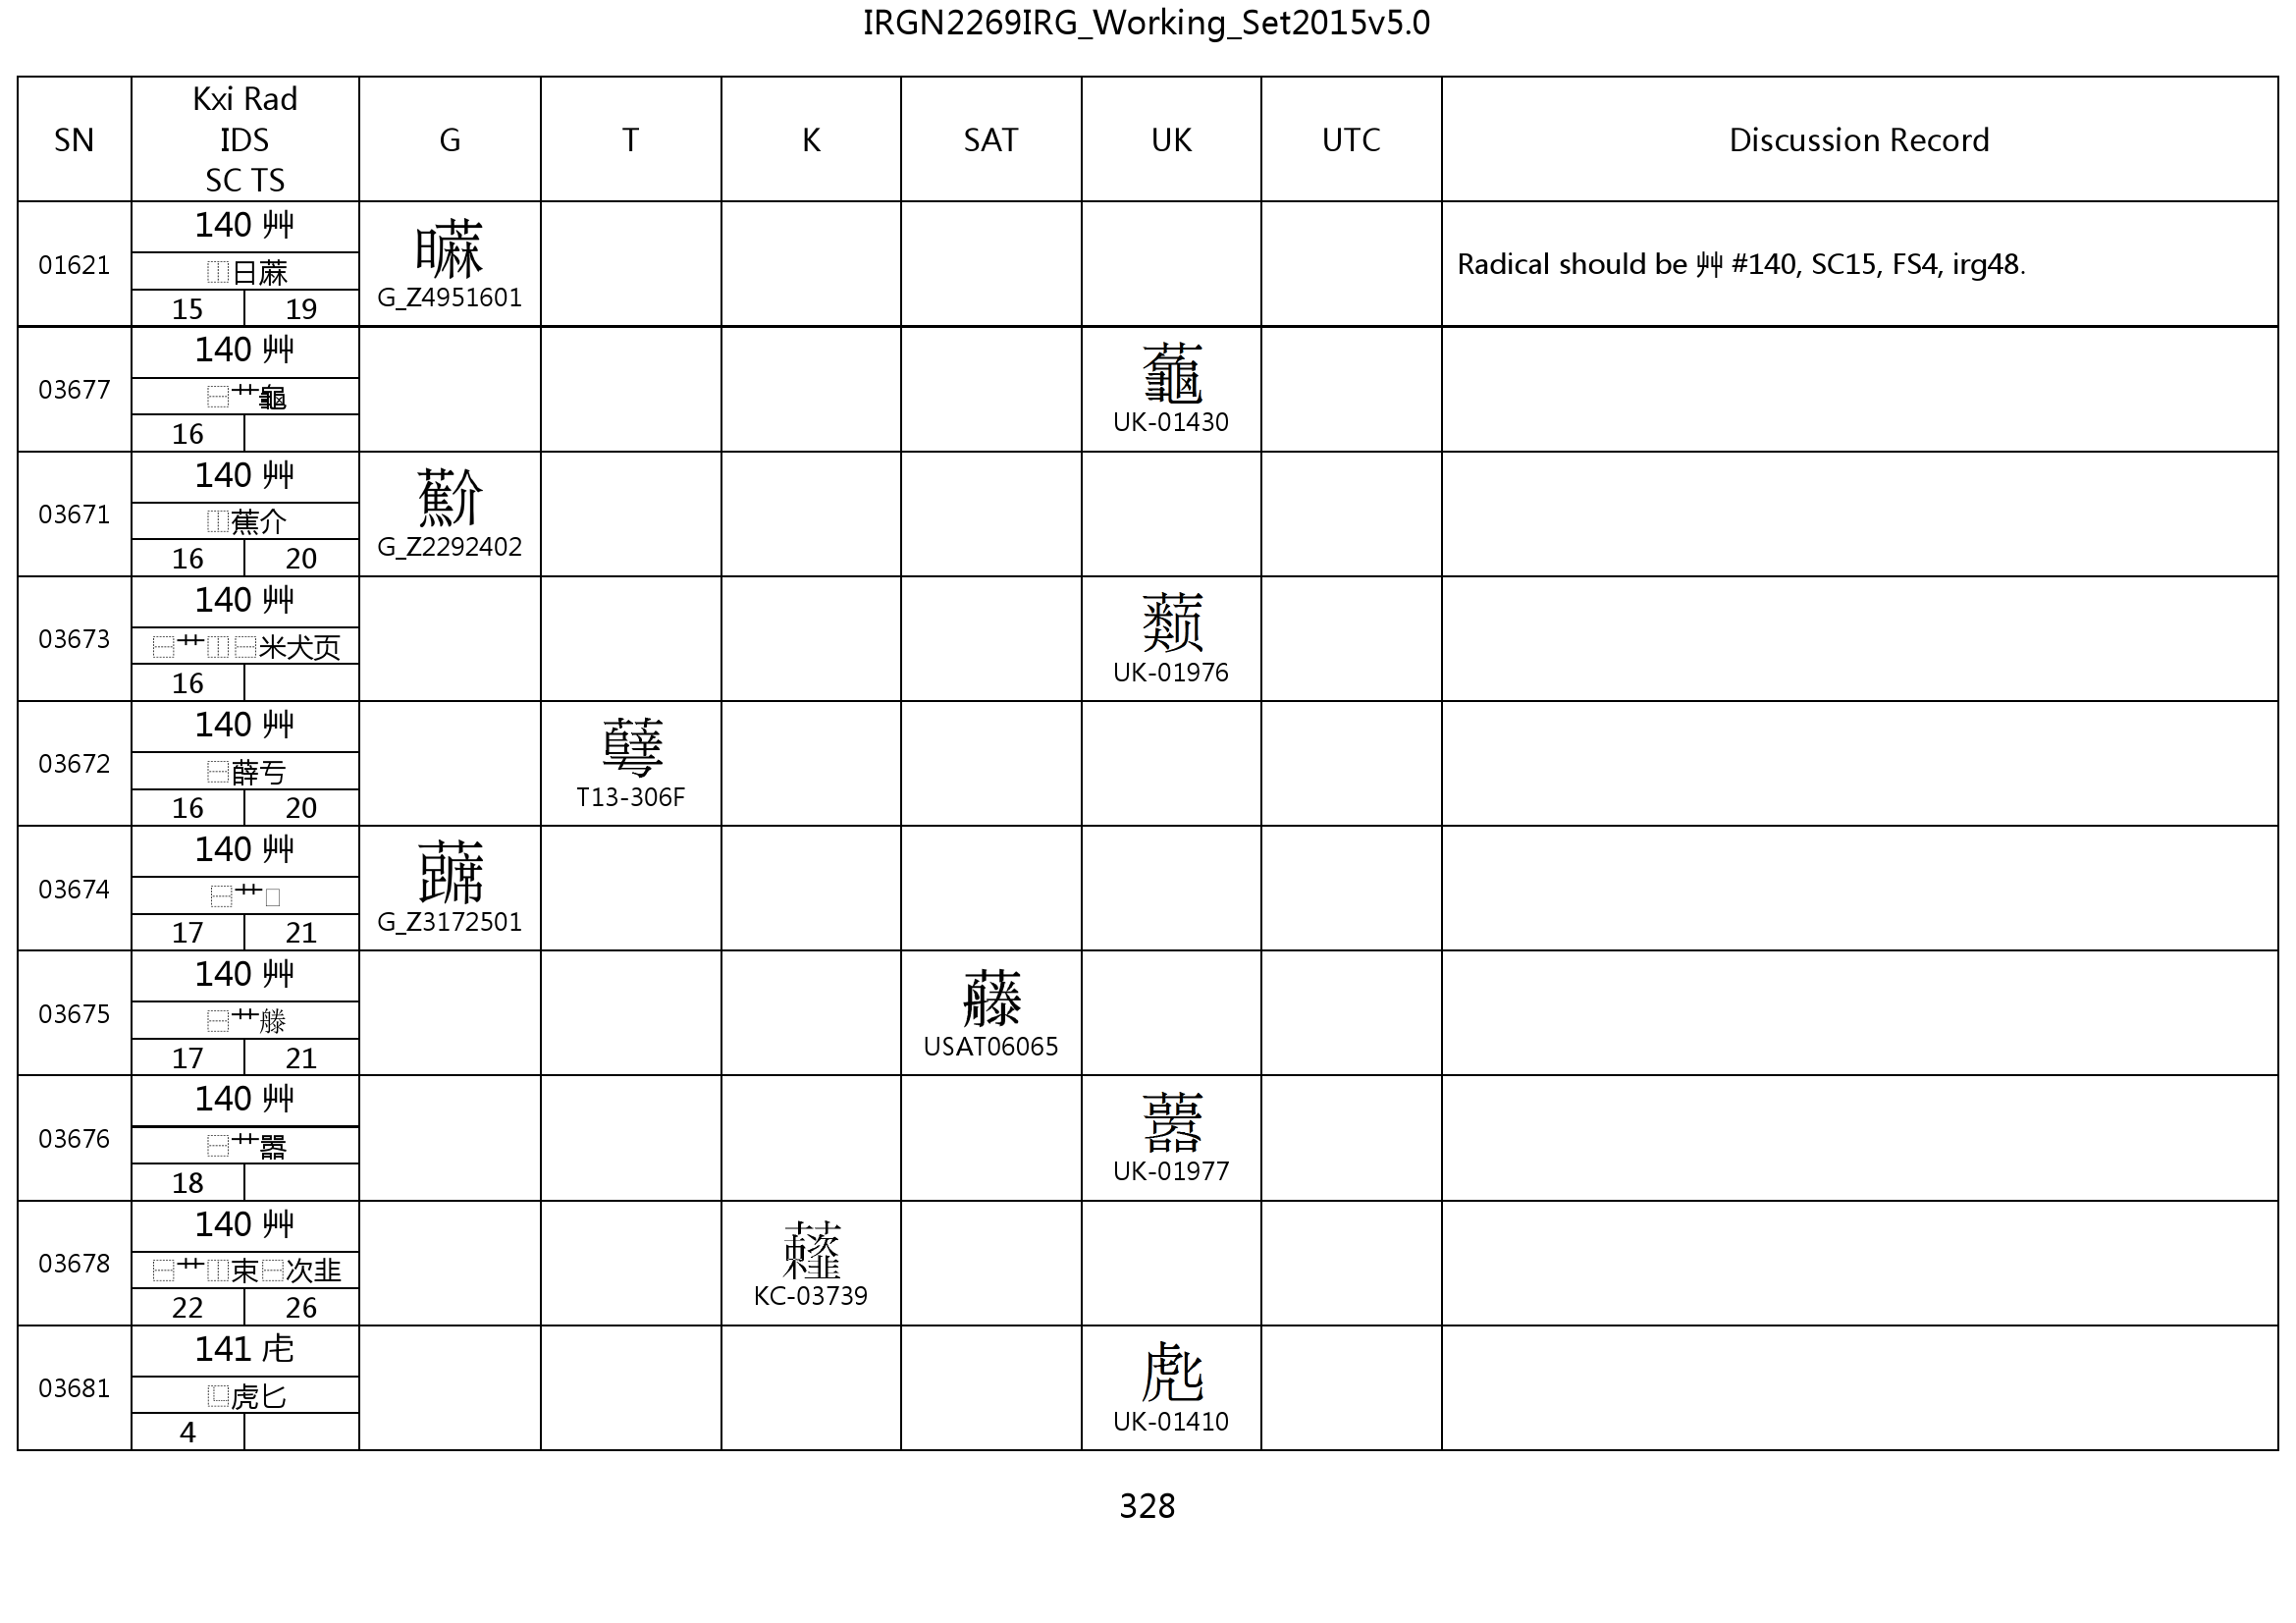 IRGN2269IRG_Working_Set2015v5.0
SN
Kxi Rad
IDS
SC TS
G
T
K
SAT
UK
UTC
Discussion Record
01621
140 艸
⿰日蔴
15 19
G_Z4951601
Radical should be 艸 #140, SC15, FS4, irg48.
03677
140 艸
⿱艹龜
16
UK-01430
03671
140 艸
⿰蕉介
16 20
G_Z2292402
03673
140 艸
⿱艹⿰⿱米犬页
16
UK-01976
03672
140 艸
⿱薛亏
16 20
T13-306F
03674
140 艸
⿱艹
17 21
G_Z3172501
03675
140 艸
⿱艹
17 21
USAT06065
03676
140 艸
⿱艹嚣
18
UK-01977
03678
140 艸
⿱艹⿰朿⿱次韭
22 26
KC-03739
03681
141 虍
⿺虎匕
4
UK-01410
328